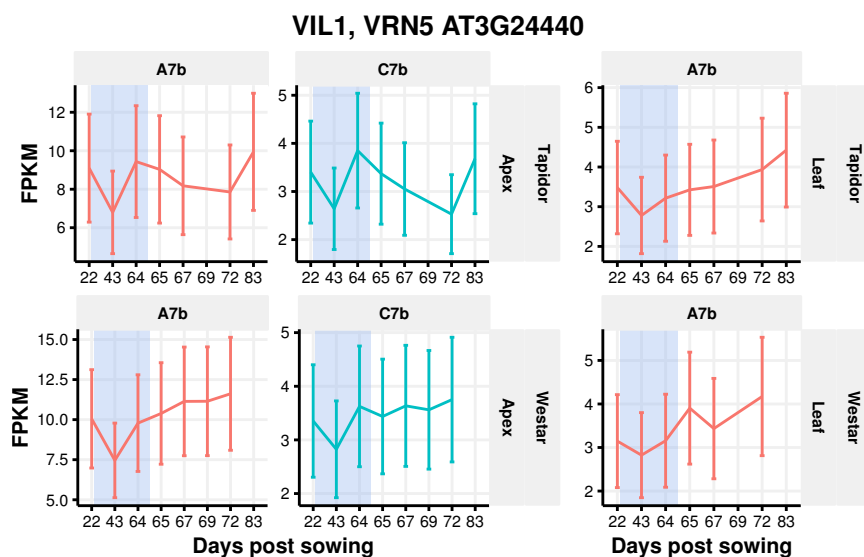 VIL1, VRN5 AT3G24440
A7b
C7b
A7b
FPKM
12
10
8
6
5
4
3
2
6
5
4
3
2
Apex
Tapidor
Leaf
Tapidor
22 43 64 65 67 69 72 83
22 43 64 65 67 69 72 83
22 43 64 65 67 69 72 83
A7b
C7b
A7b
FPKM
15.0
12.5
10.0
7.5
5.0
5
4
3
2
5
4
3
2
Apex
Westar
Leaf
Westar
22 43 64 65 67 69 72 83
22 43 64 65 67 69 72 83
22 43 64 65 67 69 72 83
Days post sowing
Days post sowing